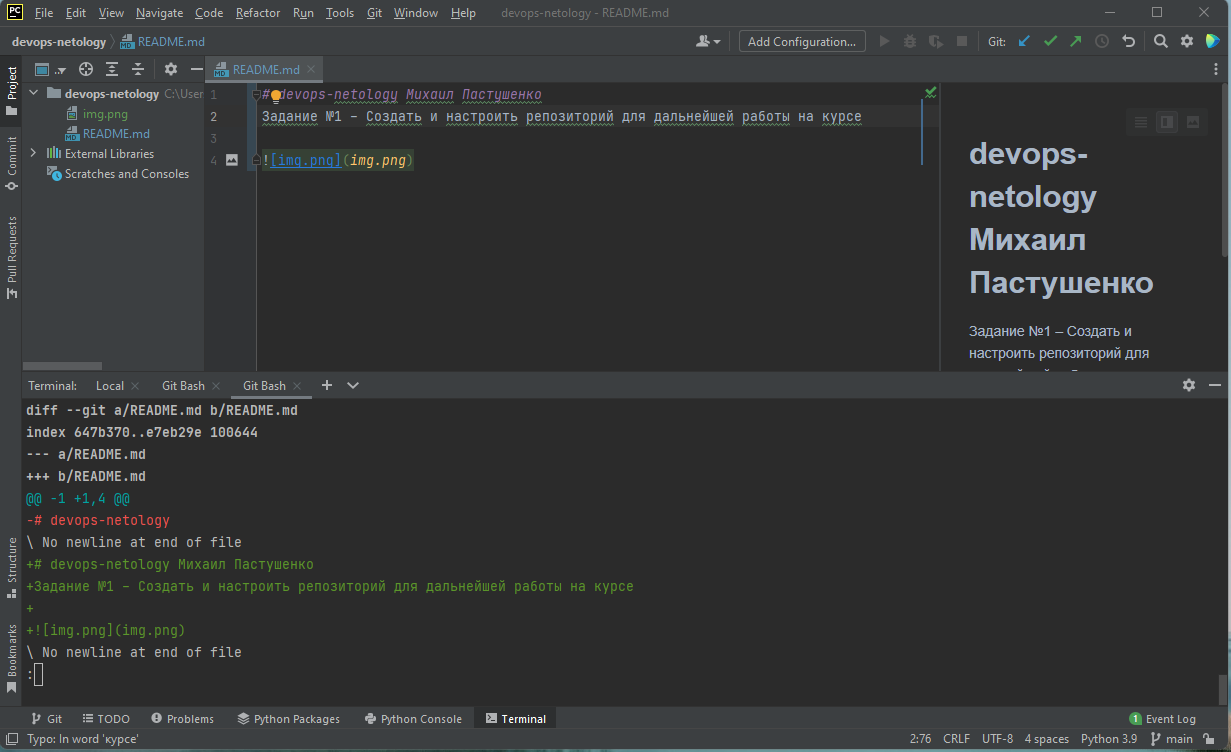 PC File Edit View Navigate Code Refactor Run Tools Git Window Help devops-netology - README.md
devops-netology README.md Add Configuration... Git:
Project
Commit
Pull Requests
Structure
Bookmarks
devops-netology C:\User
img.png
README.md
External Libraries
Scratches and Consoles
README.md
1 # devops-netology Михаил Пастушенко
2 Задание №1 – Создать и настроить репозиторий для дальнейшей работы на курсе
3
4 ![img.png](img.png)
devops-
netology
Михаил
Пастушенко
Задание №1 – Создать и
настроить репозиторий для
Terminal: Local Git Bash Git Bash
diff --git a/README.md b/README.md
index 647b370..e7eb29e 100644
--- a/README.md
+++ b/README.md
@@ -1 +1,4 @@
-# devops-netology
\ No newline at end of file
+# devops-netology Михаил Пастушенко
+Задание №1 – Создать и настроить репозиторий для дальнейшей работы на курсе
+
+![img.png](img.png)
\ No newline at end of file
:
Git TODO Problems Python Packages Python Console Terminal 1 Event Log
Typo: In word 'курсе' 2:76 CRLF UTF-8 4 spaces Python 3.9 main